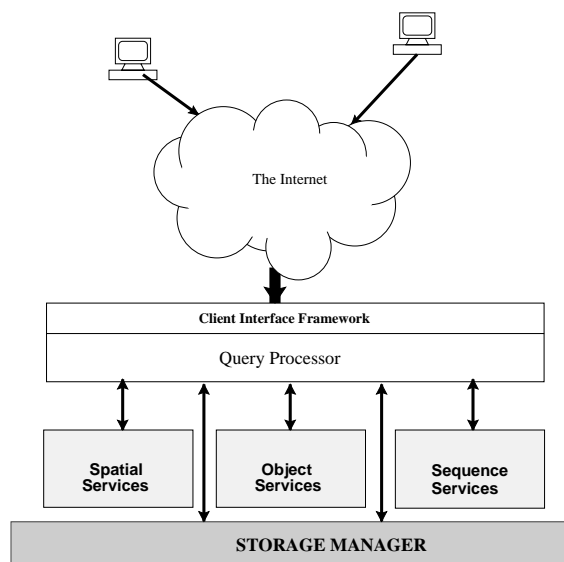 The Internet
Client Interface Framework
Query Processor
Spatial
Services
Object
Services
Sequence
Services
STORAGE MANAGER